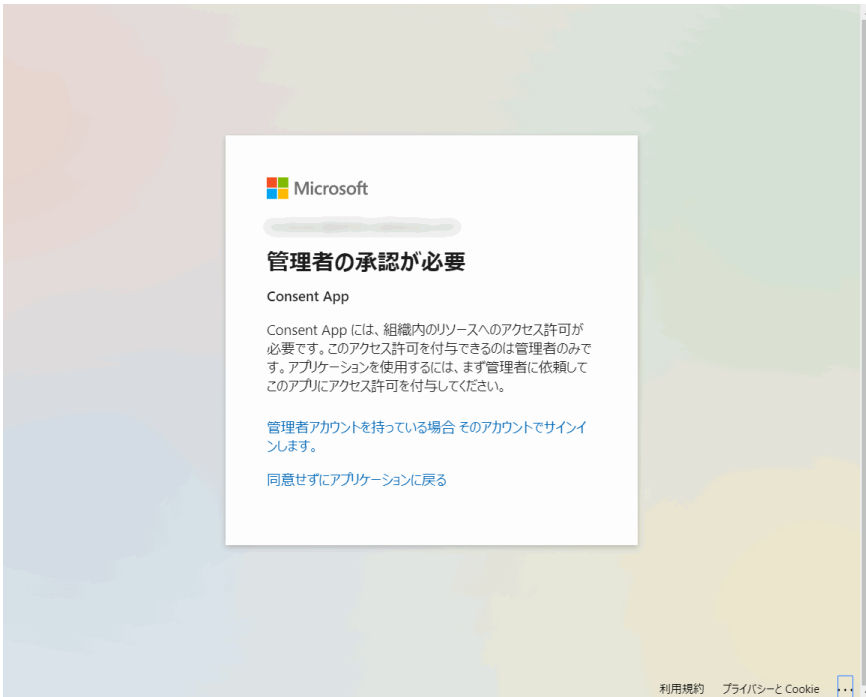 Microsoft
管理者の承認が必要
Consent App
Consent App には、組織内のリソースへのアクセス許可が
必要です。このアクセス許可を付与できるのは管理者のみで
す。アプリケーションを使用するには、まず管理者に依頼して
このアプリにアクセス許可を付与してください。
管理者アカウントを持っている場合 そのアカウントでサインイ
ンします。
同意せずにアプリケーションに戻る
利用規約 プライバシーと Cookie ...